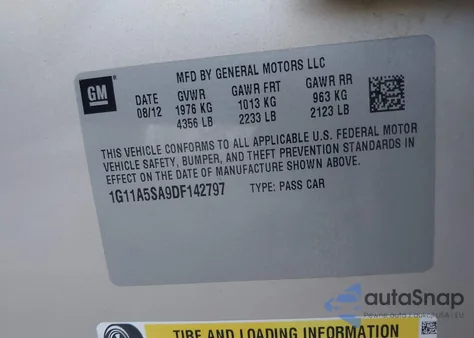 GM
MFD BY GENERAL MOTORS LLC
DATE GVWR GAWR FRT GAWR RR
08/12 1976 KG 1013 KG 963 KG
4356 LB 2233 LB 2123 LB
THIS VEHICLE CONFORMS TO ALL APPLICABLE U.S. FEDERAL MOTOR
VEHICLE SAFETY, BUMPER, AND THEFT PREVENTION STANDARDS IN
EFFECT ON THE DATE OF MANUFACTURE SHOWN ABOVE.
1G11A5SA9DF142797 TYPE: PASS CAR
autoSnap
TIRE AND LOADING INFORMATION